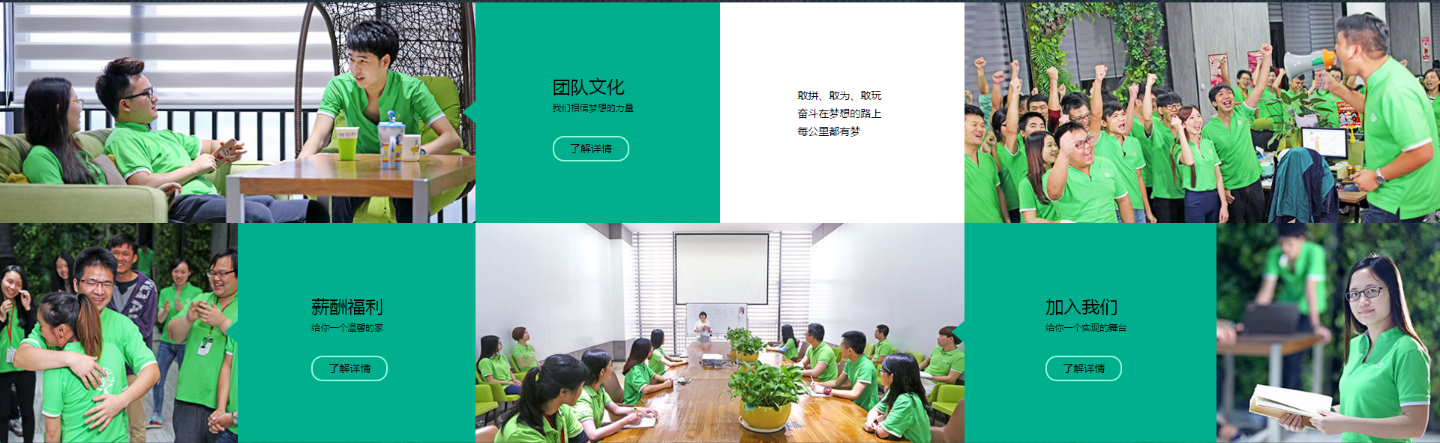 团队文化
我们相信梦想的力量
了解详情
敢拼、敢为、敢玩
奋斗在梦想的路上
每公里都有梦
薪酬福利
给你一个温馨的家
了解详情
加入我们
给你一个实现的舞台
了解详情